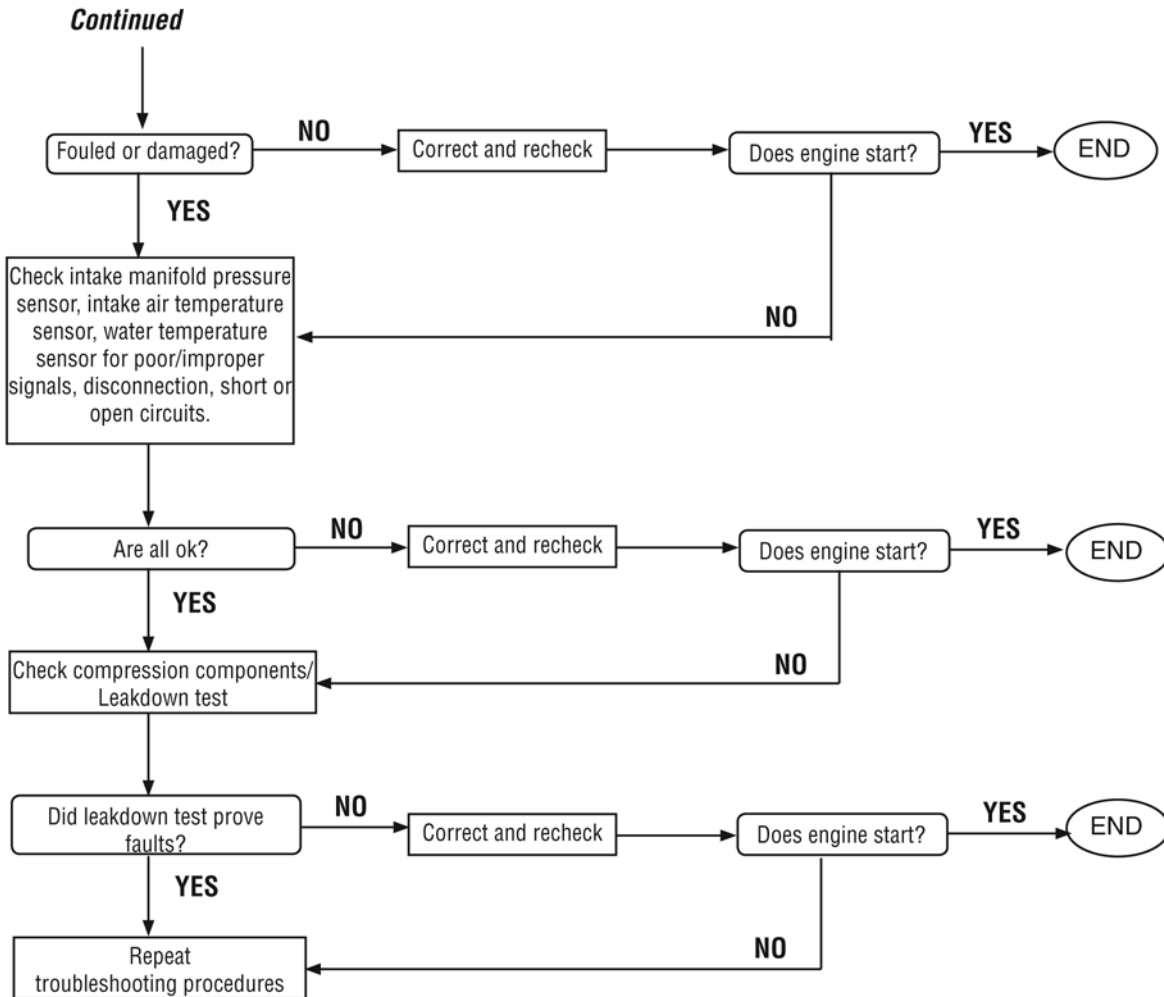 Continued
NO
YES
Fouled or damaged?
Correct and recheck
Does engine start?
END
YES
Check intake manifold pressure
sensor, intake air temperature
sensor, water temperature
sensor for poor/improper
signals, disconnection, short or
open circuits.
NO
NO
YES
Are all ok?
Correct and recheck
Does engine start?
END
YES
Check compression components/
Leakdown test
NO
Did leakdown test prove
faults?
NO
Correct and recheck
Does engine start?
YES
END
YES
Repeat
troubleshooting procedures
NO